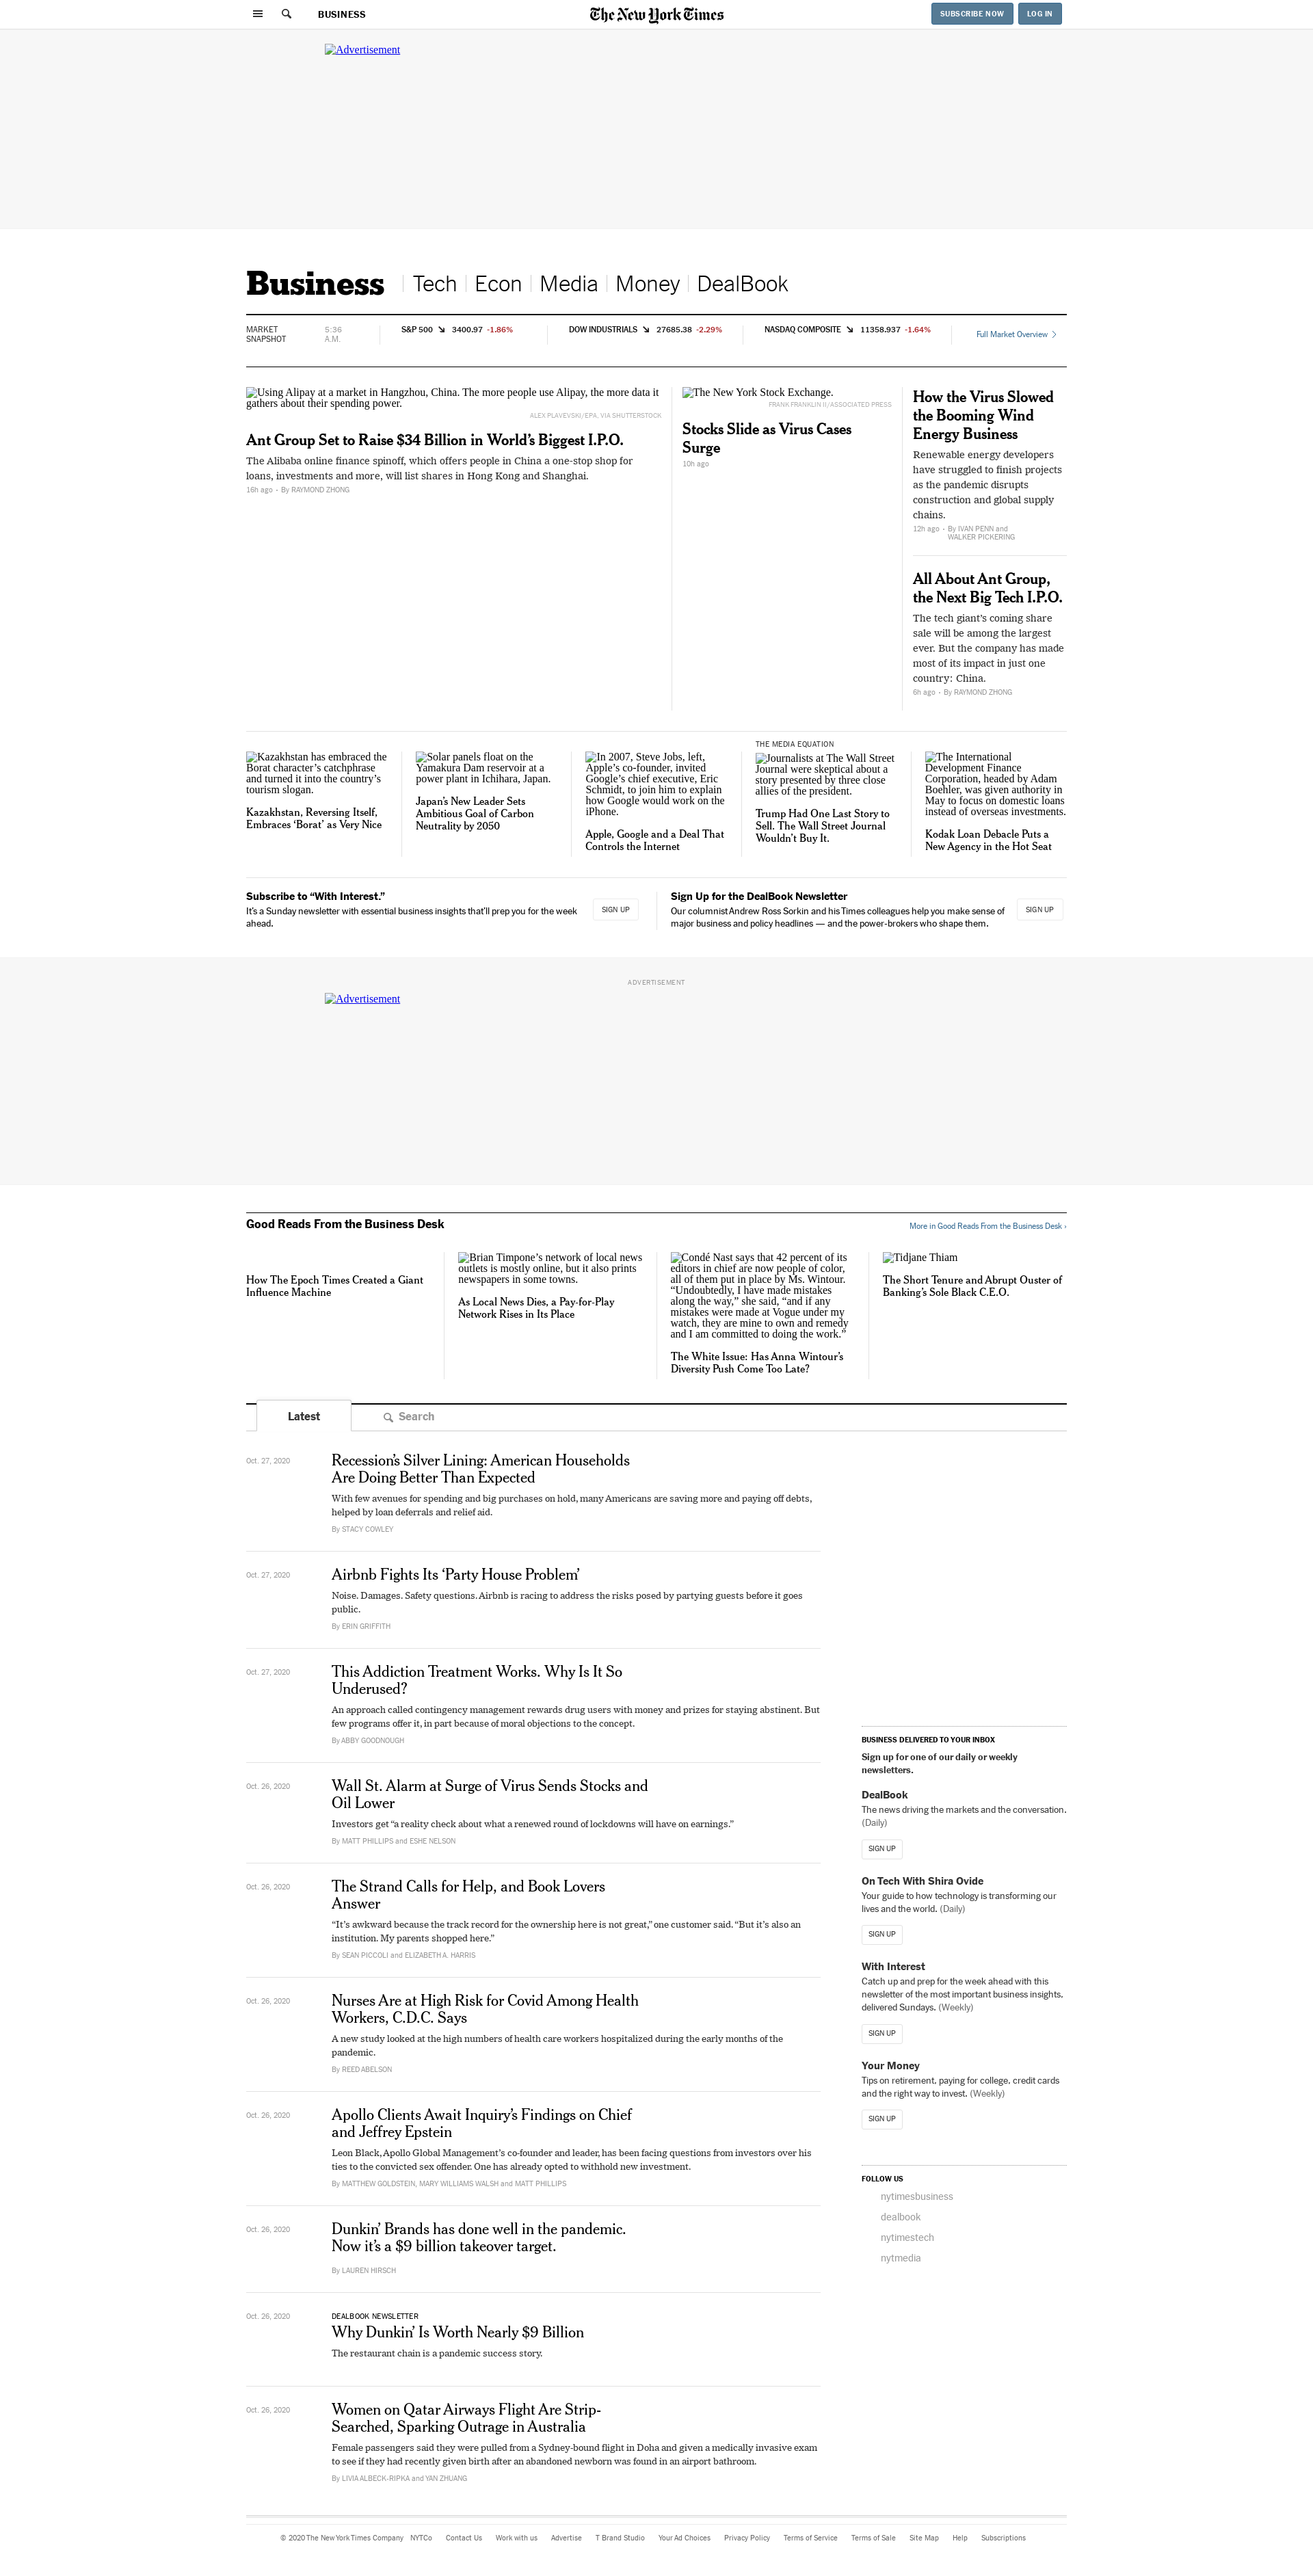 BUSINESS
The New York Times
SUBSCRIBE NOW
LOG IN
Advertisement
Business
Tech
Econ
Media
Money
DealBook
MARKET
SNAPSHOT
5:36
A.M.
S&P 500 3400.97 -1.86%
DOW INDUSTRIALS 27685.38 -2.29%
NASDAQ COMPOSITE 11358.937 -1.64%
Full Market Overview
Using Alipay at a market in Hangzhou, China. The more people use Alipay, the more data it
gathers about their spending power.
ALEX PLAVEVSKI/EPA, VIA SHUTTERSTOCK
Ant Group Set to Raise $34 Billion in World’s Biggest I.P.O.
The Alibaba online finance spinoff, which offers people in China a one-stop shop for
loans, investments and more, will list shares in Hong Kong and Shanghai.
16h ago • By RAYMOND ZHONG
The New York Stock Exchange.
FRANK FRANKLIN II/ASSOCIATED PRESS
Stocks Slide as Virus Cases
Surge
10h ago
How the Virus Slowed
the Booming Wind
Energy Business
Renewable energy developers
have struggled to finish projects
as the pandemic disrupts
construction and global supply
chains.
12h ago • By IVAN PENN and
WALKER PICKERING
All About Ant Group,
the Next Big Tech I.P.O.
The tech giant’s coming share
sale will be among the largest
ever. But the company has made
most of its impact in just one
country: China.
6h ago • By RAYMOND ZHONG
Kazakhstan has embraced the
Borat character’s catchphrase
and turned it into the country’s
tourism slogan.
Kazakhstan, Reversing Itself,
Embraces ‘Borat’ as Very Nice
Solar panels float on the
Yamakura Dam reservoir at a
power plant in Ichihara, Japan.
Japan’s New Leader Sets
Ambitious Goal of Carbon
Neutrality by 2050
In 2007, Steve Jobs, left,
Apple’s co-founder, invited
Google’s chief executive, Eric
Schmidt, to join him to explain
how Google would work on the
iPhone.
Apple, Google and a Deal That
Controls the Internet
THE MEDIA EQUATION
Journalists at The Wall Street
Journal were skeptical about a
story presented by three close
allies of the president.
Trump Had One Last Story to
Sell. The Wall Street Journal
Wouldn’t Buy It.
The International
Development Finance
Corporation, headed by Adam
Boehler, was given authority in
May to focus on domestic loans
instead of overseas investments.
Kodak Loan Debacle Puts a
New Agency in the Hot Seat
Subscribe to “With Interest.”
It’s a Sunday newsletter with essential business insights that’ll prep you for the week
ahead.
SIGN UP
Sign Up for the DealBook Newsletter
Our columnist Andrew Ross Sorkin and his Times colleagues help you make sense of
major business and policy headlines — and the power-brokers who shape them.
SIGN UP
ADVERTISEMENT
Advertisement
Good Reads From the Business Desk
More in Good Reads From the Business Desk ›
How The Epoch Times Created a Giant
Influence Machine
Brian Timpone’s network of local news
outlets is mostly online, but it also prints
newspapers in some towns.
As Local News Dies, a Pay-for-Play
Network Rises in Its Place
Condé Nast says that 42 percent of its
editors in chief are now people of color,
all of them put in place by Ms. Wintour.
“Undoubtedly, I have made mistakes
along the way,” she said, “and if any
mistakes were made at Vogue under my
watch, they are mine to own and remedy
and I am committed to doing the work.”
The White Issue: Has Anna Wintour’s
Diversity Push Come Too Late?
Tidjane Thiam
The Short Tenure and Abrupt Ouster of
Banking’s Sole Black C.E.O.
Latest
Search
Oct. 27, 2020
Recession’s Silver Lining: American Households
Are Doing Better Than Expected
With few avenues for spending and big purchases on hold, many Americans are saving more and paying off debts,
helped by loan deferrals and relief aid.
By STACY COWLEY
Oct. 27, 2020
Airbnb Fights Its ‘Party House Problem’
Noise. Damages. Safety questions. Airbnb is racing to address the risks posed by partying guests before it goes
public.
By ERIN GRIFFITH
Oct. 27, 2020
This Addiction Treatment Works. Why Is It So
Underused?
An approach called contingency management rewards drug users with money and prizes for staying abstinent. But
few programs offer it, in part because of moral objections to the concept.
By ABBY GOODNOUGH
Oct. 26, 2020
Wall St. Alarm at Surge of Virus Sends Stocks and
Oil Lower
Investors get “a reality check about what a renewed round of lockdowns will have on earnings.”
By MATT PHILLIPS and ESHE NELSON
Oct. 26, 2020
The Strand Calls for Help, and Book Lovers
Answer
“It’s awkward because the track record for the ownership here is not great,” one customer said. “But it’s also an
institution. My parents shopped here.”
By SEAN PICCOLI and ELIZABETH A. HARRIS
Oct. 26, 2020
Nurses Are at High Risk for Covid Among Health
Workers, C.D.C. Says
A new study looked at the high numbers of health care workers hospitalized during the early months of the
pandemic.
By REED ABELSON
Oct. 26, 2020
Apollo Clients Await Inquiry’s Findings on Chief
and Jeffrey Epstein
Leon Black, Apollo Global Management’s co-founder and leader, has been facing questions from investors over his
ties to the convicted sex offender. One has already opted to withhold new investment.
By MATTHEW GOLDSTEIN, MARY WILLIAMS WALSH and MATT PHILLIPS
Oct. 26, 2020
Dunkin’ Brands has done well in the pandemic.
Now it’s a $9 billion takeover target.
By LAUREN HIRSCH
Oct. 26, 2020
DEALBOOK NEWSLETTER
Why Dunkin’ Is Worth Nearly $9 Billion
The restaurant chain is a pandemic success story.
Oct. 26, 2020
Women on Qatar Airways Flight Are Strip-
Searched, Sparking Outrage in Australia
Female passengers said they were pulled from a Sydney-bound flight in Doha and given a medically invasive exam
to see if they had recently given birth after an abandoned newborn was found in an airport bathroom.
By LIVIA ALBECK-RIPKA and YAN ZHUANG
BUSINESS DELIVERED TO YOUR INBOX
Sign up for one of our daily or weekly
newsletters.
DealBook
The news driving the markets and the conversation.
(Daily)
SIGN UP
On Tech With Shira Ovide
Your guide to how technology is transforming our
lives and the world. (Daily)
SIGN UP
With Interest
Catch up and prep for the week ahead with this
newsletter of the most important business insights,
delivered Sundays. (Weekly)
SIGN UP
Your Money
Tips on retirement, paying for college, credit cards
and the right way to invest. (Weekly)
SIGN UP
FOLLOW US
nytimesbusiness
dealbook
nytimestech
nytmedia
© 2020 The New York Times Company NYTCo Contact Us Work with us Advertise T Brand Studio Your Ad Choices Privacy Policy Terms of Service Terms of Sale Site Map Help Subscriptions